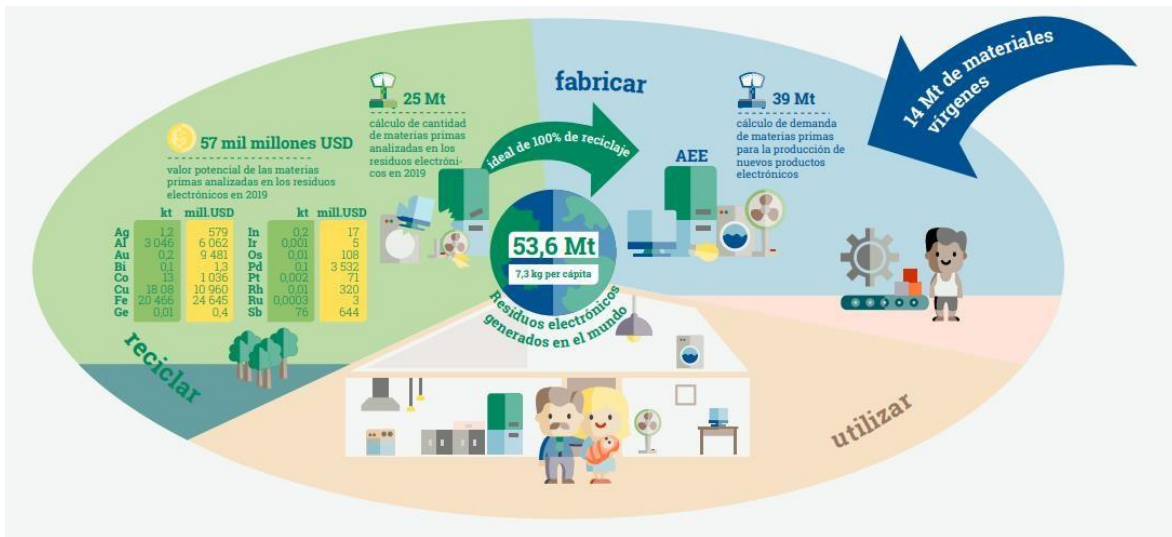 fabricar
14 Mt de materiales
vírgenes
25 Mt
cálculo de cantidad
de materias primas
analizadas en los
residuos electróni-
cos en 2019
ideal de 100% de reciclaje
39 Mt
cálculo de demanda
de materias primas
para la producción de
nuevos productos
electrónicos
AEE
57 mil millones USD
valor potencial de las materias
primas analizadas en los residuos
electrónicos en 2019
kt mill.USD kt mill.USD
Ag 1,2 579 In 0,2 17
Al 3 046 6 062 Ir 0,001 5
Au 0,2 9 481 Os 0,01 108
Bi 0,1 1,3 Pd 0,1 3 532
Co 13 1 036 Pt 0,002 71
Cu 18 08 10 960 Rh 0,01 320
Fe 20 466 24 645 Ru 0,0003 3
Ge 0,01 0,4 Sb 76 644
53,6 Mt
7,3 kg per cápita
Residuos electrónicos
generados en el mundo
reciclar
utilizar